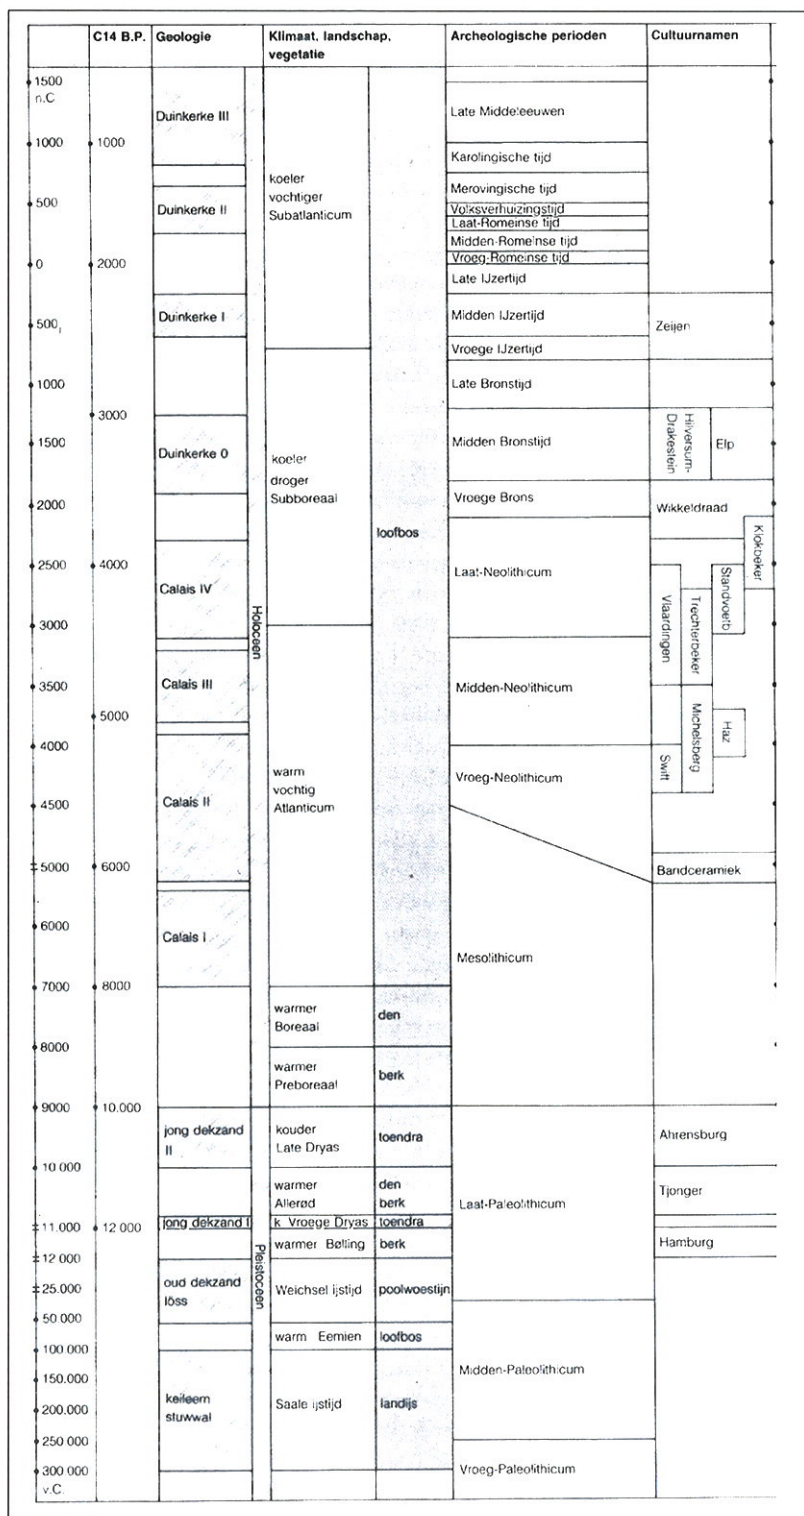 C14 B.P.
Geologie
Klimaat, landschap,
vegetatie
Archeologische perioden
Cultuurnamen
1500
n.C
1000
500
0
500
1000
1500
2000
2500
3000
3500
4000
4500
5000
6000
7000
8000
9000
10 000
11.000
12 000
25.000
50 000
100 000
150.000
200.000
250 000
300 000
v.C.
1000
2000
3000
4000
5000
6000
8000
10.000
12 000
Duinkerke III
Duinkerke II
Duinkerke I
Duinkerke 0
Calais IV
Calais III
Calais II
Calais I
jong dekzand
II
jong dekzand I
oud dekzand
löss
keileem
stuwwal
Holoceen
Pleistoceen
koeler
vochtiger
Subatlanticum
koeler
droger
Subboreaal
warm
vochtig
Atlanticum
warmer
Boreaal
warmer
Preboreaal
kouder
Late Dryas
warmer
Allerød
k Vroege Dryas
warmer Bølling
Weichsel ijstijd
warm Eemien
Saale ijstijd
loofbos
den
berk
toendra
den
berk
toendra
berk
poolwoestijn
loofbos
landijs
Late Middeleeuwen
Karolingische tijd
Merovingische tijd
Volksverhuizingstijd
Laat-Romeinse tijd
Midden-Romeinse tijd
Vroeg-Romeinse tijd
Late IJzertijd
Midden IJzertijd
Vroege IJzertijd
Late Bronstijd
Midden Bronstijd
Vroege Brons
Laat-Neolithicum
Midden-Neolithicum
Vroeg-Neolithicum
Mesolithicum
Laat-Paleolithicum
Midden-Paleolithicum
Vroeg-Paleolithicum
Zeijen
Hilversum-
Drakestein
Elp
Wikkeldraad
Klokbeker
Standvoetb
Trechterbeker
Vlaardingen
Haz
Michelsberg
Swift
Bandceramiek
Ahrensburg
Tjonger
Hamburg